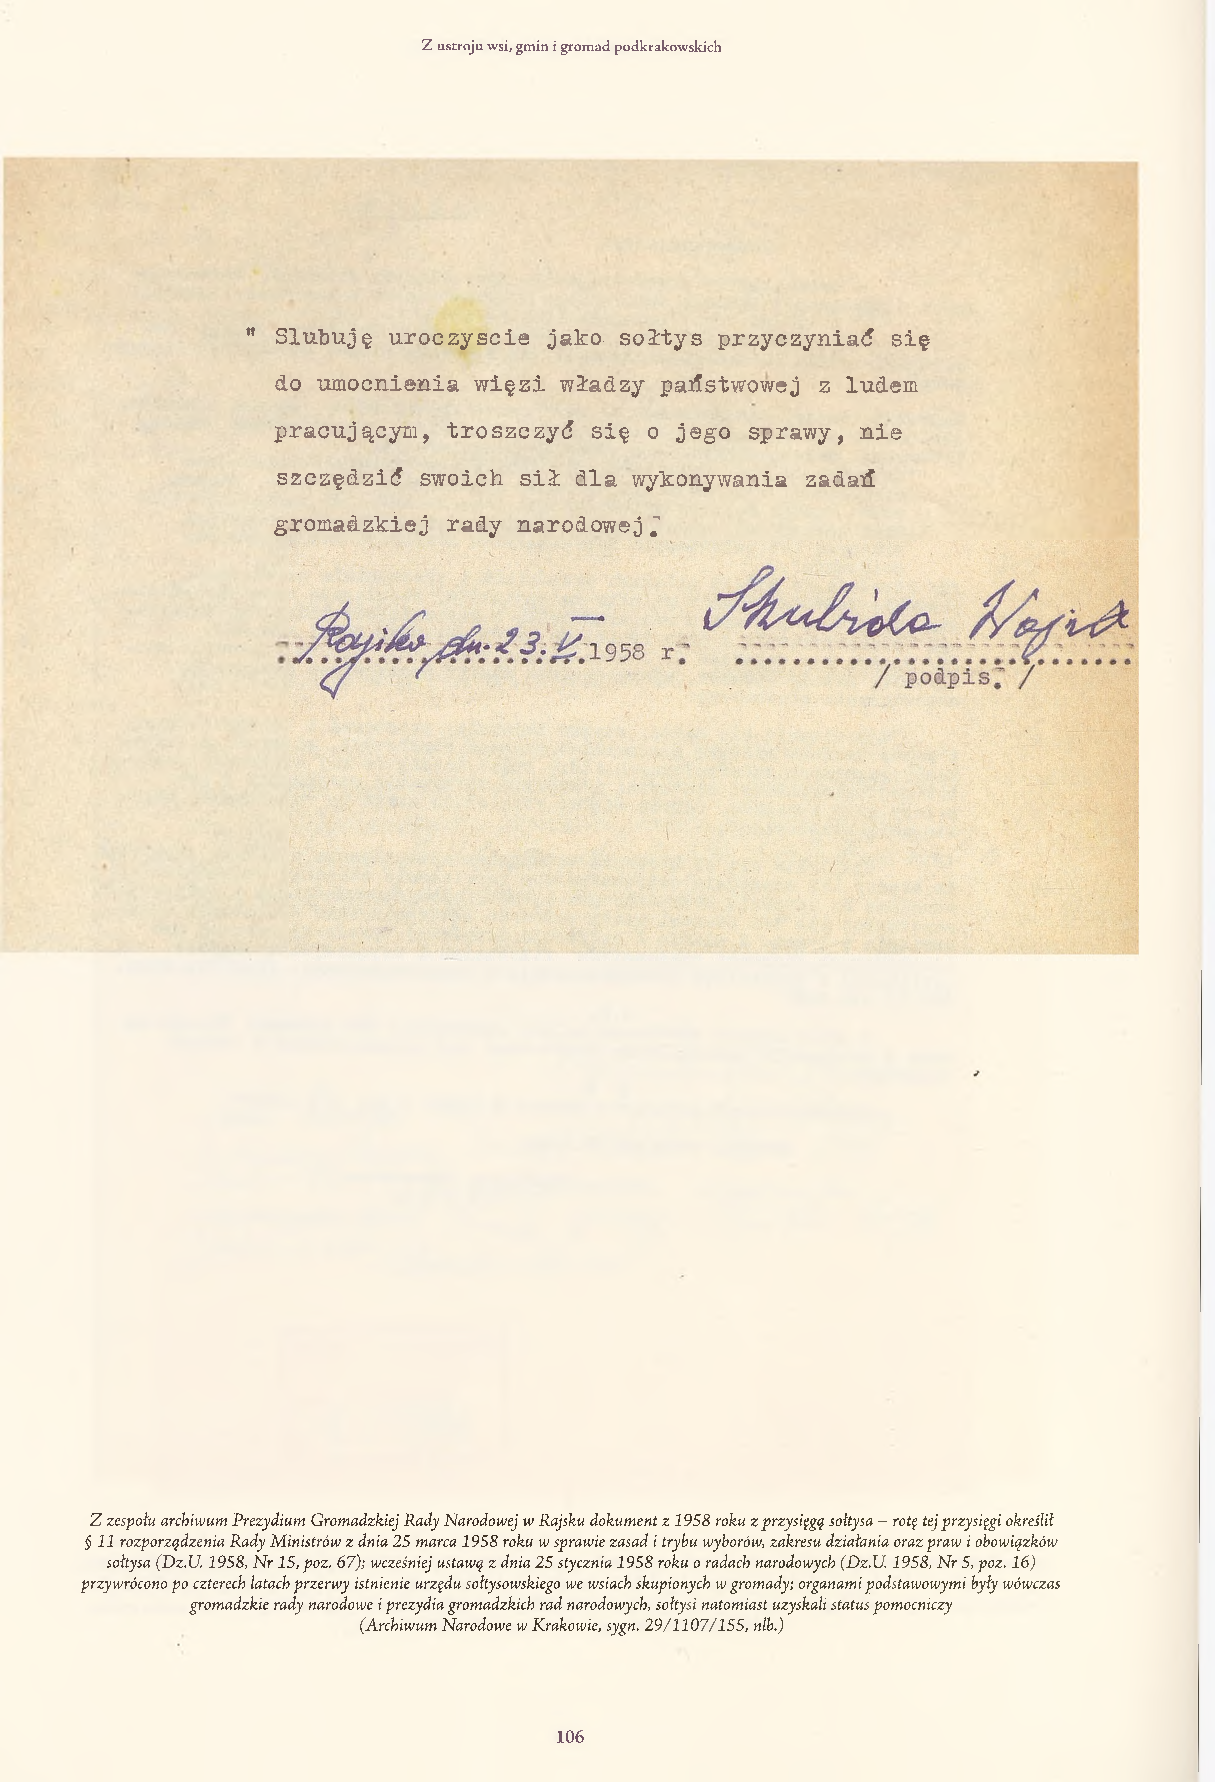 Z ustroju wsi, gmin i gromad podkrakowskich
" Slubuję uroczyscie jako sołtys przyczyniać się
do umocnienia więzi władzy państwowej z ludem
pracującym, troszczyć się o jego sprawy, nie
szczędzić swoich sił dla wykonywania zadań
gromadzkiej rady narodowej."
Rajsko dn. 23. V. 1958 r. Skubida
/ podpis. /
Z zespołu archiwum Prezydium Gromadzkiej Rady Narodowej w Rajsku dokument z 1958 roku z przysięgą sołtysa – rotę tej przysięgi określił
§ 11 rozporządzenia Rady Ministrów z dnia 25 marca 1958 roku w sprawie zasad i trybu wyborów, zakresu działania oraz praw i obowiązków
sołtysa (Dz.U. 1958, Nr 15, poz. 67); wcześniej ustawą z dnia 25 stycznia 1958 roku o radach narodowych (Dz.U. 1958, Nr 5, poz. 16)
przywrócono po czterech latach przerwy istnienie urzędu sołtysowskiego we wsiach skupionych w gromady; organami podstawowymi były wówczas
gromadzkie rady narodowe i prezydia gromadzkich rad narodowych, sołtysi natomiast uzyskali status pomocniczy
(Archiwum Narodowe w Krakowie, sygn. 29/1107/155, nlb.)
106